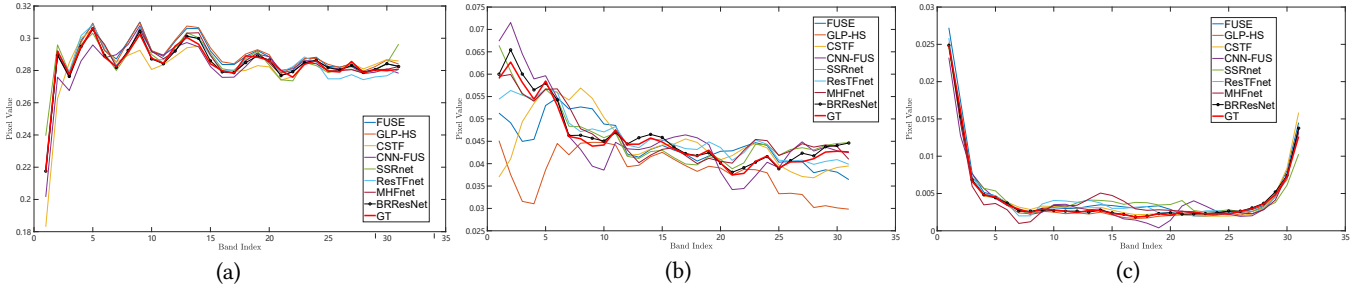 0.32
0.3
0.28
0.26
0.24
0.22
0.2
0.18
Pixel Value
0 5 10 15 20 25 30 35
Band Index
FUSE
GLP-HS
CSTF
CNN-FUS
SSRnet
ResTFnet
MHFnet
BRResNet
GT
(a)
0.075
0.07
0.065
0.06
0.055
0.05
0.045
0.04
0.035
0.03
0.025
Pixel Value
0 5 10 15 20 25 30 35
Band Index
FUSE
GLP-HS
CSTF
CNN-FUS
SSRnet
ResTFnet
MHFnet
BRResNet
GT
(b)
0.03
0.025
0.02
0.015
0.01
0.005
0
Pixel Value
0 5 10 15 20 25 30 35
Band Index
FUSE
GLP-HS
CSTF
CNN-FUS
SSRnet
ResTFnet
MHFnet
BRResNet
GT
(c)